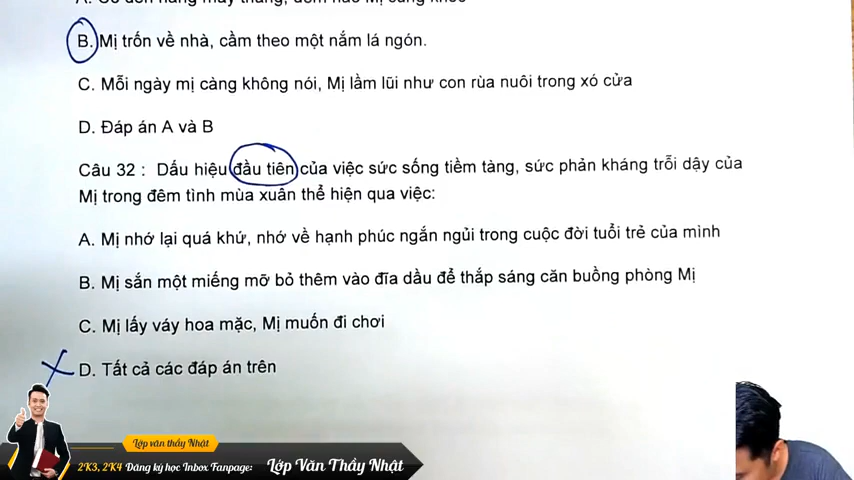 B. Mị trốn về nhà, cầm theo một nắm lá ngón.
C. Mỗi ngày mị càng không nói, Mị lầm lũi như con rùa nuôi trong xó cửa
D. Đáp án A và B
Câu 32 : Dấu hiệu đầu tiên của việc sức sống tiềm tàng, sức phản kháng trỗi dậy của
Mị trong đêm tình mùa xuân thể hiện qua việc:
A. Mị nhớ lại quá khứ, nhớ về hạnh phúc ngắn ngủi trong cuộc đời tuổi trẻ của mình
B. Mị sắn một miếng mỡ bỏ thêm vào đĩa dầu để thắp sáng căn buồng phòng Mị
C. Mị lấy váy hoa mặc, Mị muốn đi chơi
D. Tất cả các đáp án trên
Lớp văn thầy Nhật
2K3, 2K4 Đăng ký học Inbox Fanpage: Lớp Văn Thầy Nhật